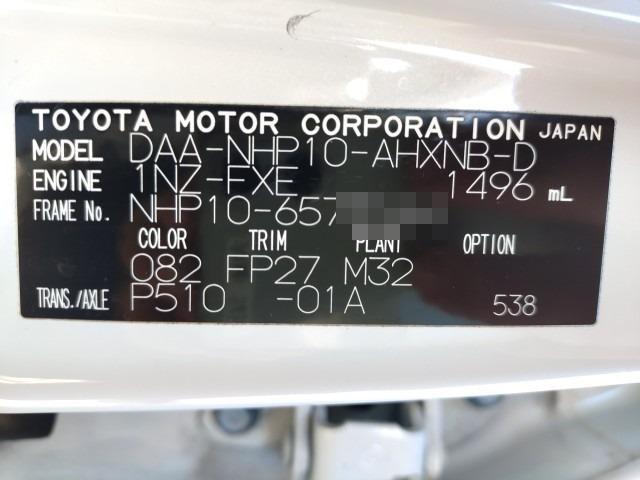 TOYOTA MOTOR CORPORATION JAPAN
MODEL DAA-NHP10-AHXNB-D
ENGINE 1NZ-FXE 1496 mL
FRAME No. NHP10-657
COLOR TRIM PLANT OPTION
082 FP27 M32
TRANS./AXLE P510 -01A 538